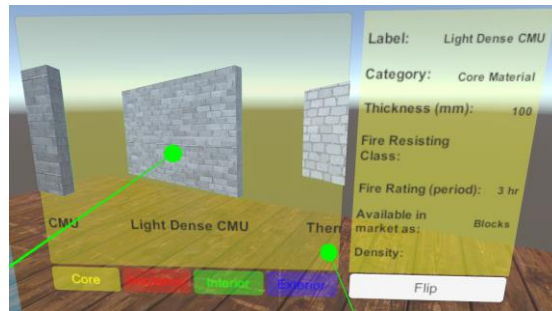 CMU
Light Dense CMU
Ther
Core
Interior
Exterior
Label: Light Dense CMU
Category: Core Material
Thickness (mm): 100
Fire Resisting
Class:
Fire Rating (period): 3 hr
Available in
market as: Blocks
Density:
Flip